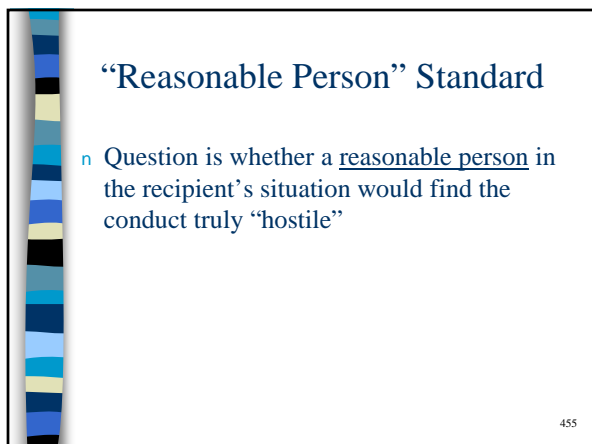 “Reasonable Person” Standard
n Question is whether a reasonable person in
the recipient’s situation would find the
conduct truly “hostile”
455